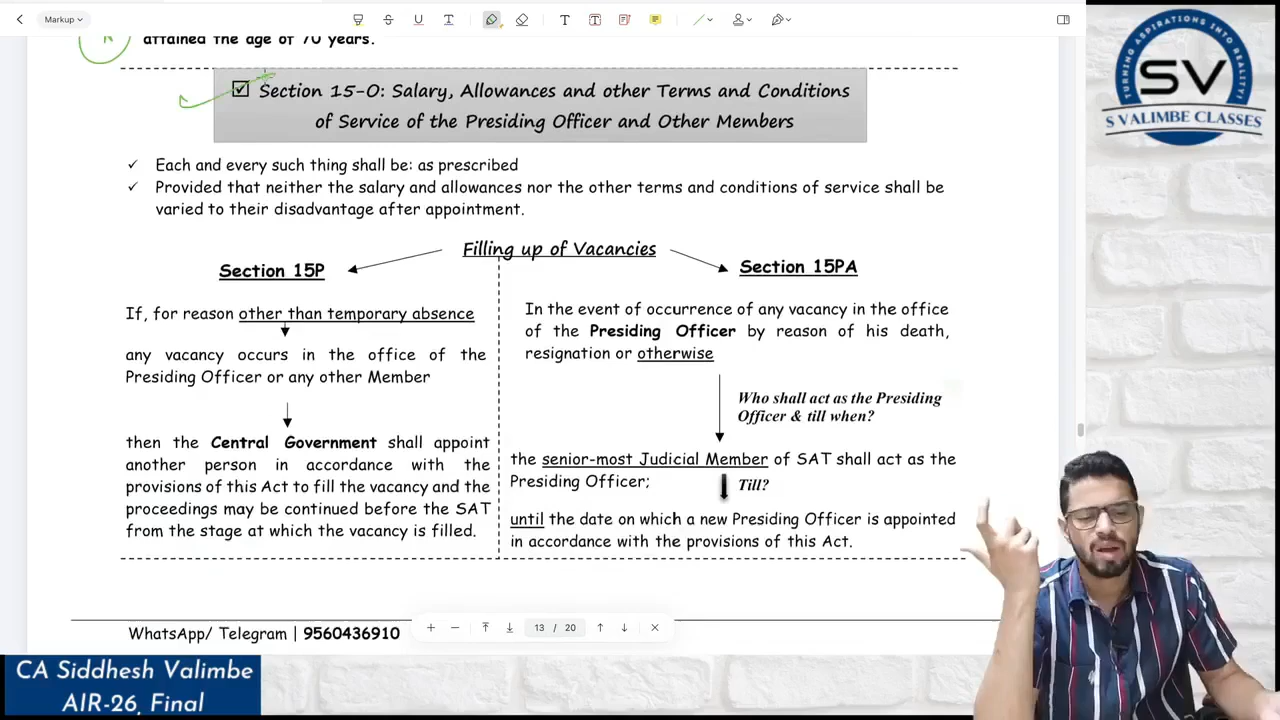 Markup
attained the age of 70 years.
Section 15-O: Salary, Allowances and other Terms and Conditions
of Service of the Presiding Officer and Other Members
✓ Each and every such thing shall be: as prescribed
✓ Provided that neither the salary and allowances nor the other terms and conditions of service shall be
varied to their disadvantage after appointment.
Filling up of Vacancies
Section 15P
If, for reason other than temporary absence
any vacancy occurs in the office of the
Presiding Officer or any other Member
then the Central Government shall appoint
another person in accordance with the
provisions of this Act to fill the vacancy and the
proceedings may be continued before the SAT
from the stage at which the vacancy is filled.
Section 15PA
In the event of occurrence of any vacancy in the office
of the Presiding Officer by reason of his death,
resignation or otherwise
Who shall act as the Presiding
Officer & till when?
the senior-most Judicial Member of SAT shall act as the
Presiding Officer;
Till?
until the date on which a new Presiding Officer is appointed
in accordance with the provisions of this Act.
WhatsApp/ Telegram | 9560436910
13 / 20
TURNING ASPIRATIONS INTO REALITY!
SV
S VALIMBE CLASSES
CA Siddhesh Valimbe
AIR-26, Final